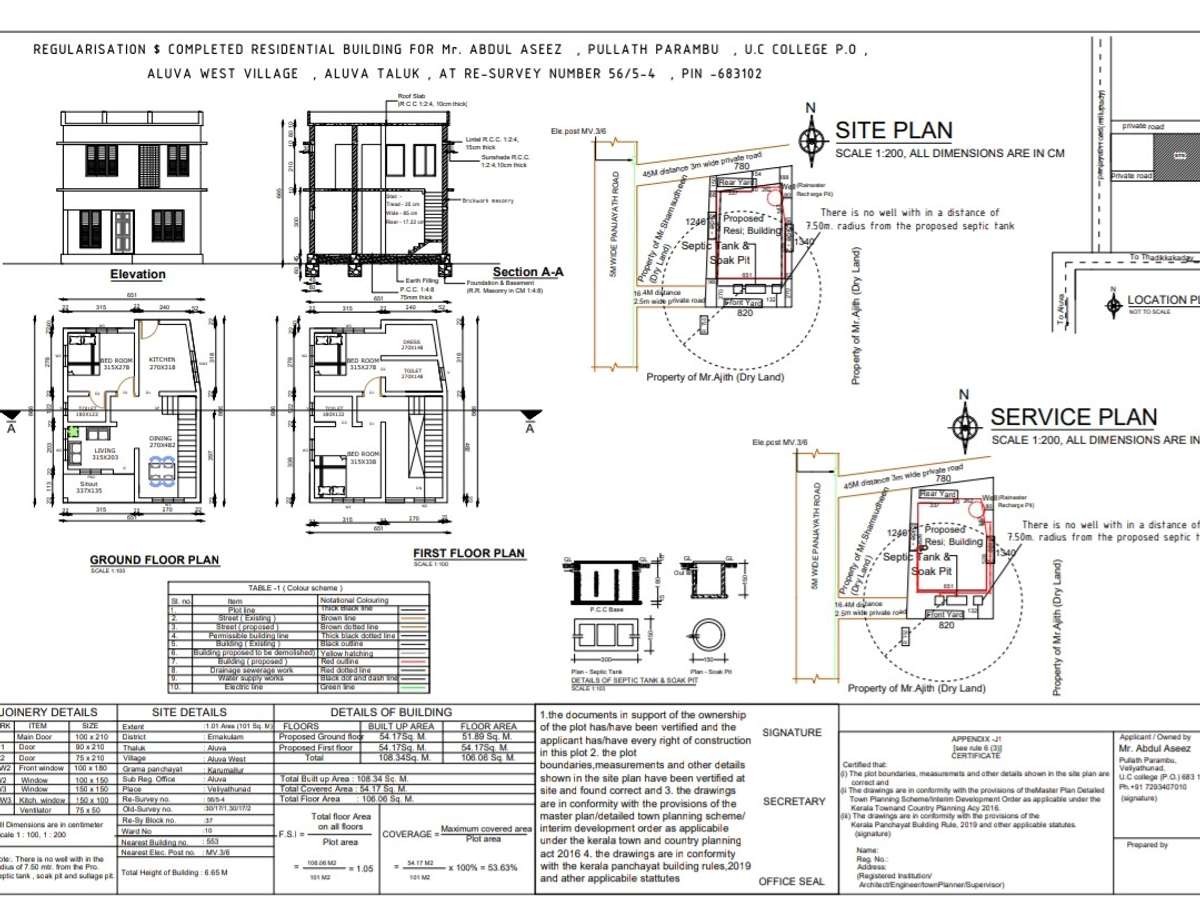 REGULARISATION $ COMPLETED RESIDENTIAL BUILDING FOR Mr. ABDUL ASEEZ , PULLATH PARAMBU , U.C COLLEGE P.O ,
ALUVA WEST VILLAGE , ALUVA TALUK , AT RE-SURVEY NUMBER 56/5-4 , PIN -683102
Roof Slab
(R C C 1:2:4, 10cm thick)
Lintel R.C.C. 1:2:4,
15cm thick
Sunshade R.C.C.
1:2:4,10cm thick
Brickwork masonry
Stair :-
Tread - 25 cm
Wide - 85 cm
Riser - 17.22 cm
Earth Filling
P.C.C. 1:4:8
75mm thick
Foundation & Basement
(R.R. Masonry in CM 1:4:8)
Elevation
Section A-A
BED ROOM
315X278
KITCHEN
270X318
TOILET
LIVING
315X203
DINING
270X482
Sitout
337X135
GROUND FLOOR PLAN
SCALE 1:100
BED ROOM
315X278
DRESS
270X146
TOILET
270X146
BED ROOM
315X338
FIRST FLOOR PLAN
SCALE 1:100
A
A
N
SITE PLAN
SCALE 1:200, ALL DIMENSIONS ARE IN CM
Ele.post MV.3/6
45M distance 3m wide private road
780
5M WIDE PANJAYATH ROAD
Property of Mr.Shamsudheen
(Dry Land)
Rear Yard
Well (Rainwater
Recharge Pit)
Proposed
Resi; Building
Septic Tank &
Soak Pit
1240
1340
16.4M distance
2.5m wide private road
Front Yard
820
There is no well with in a distance of
7.50m. radius from the proposed septic tank
Property of Mr.Ajith (Dry Land)
Property of Mr.Ajith (Dry Land)
private road
Private road
To Aluva
N
LOCATION PL
NOT TO SCALE
N
SERVICE PLAN
SCALE 1:200, ALL DIMENSIONS ARE IN
Ele.post MV.3/6
45M distance 3m wide private road
780
5M WIDE PANJAYATH ROAD
Property of Mr.Shamsudheen
(Dry Land)
Rear Yard
Well (Rainwater
Recharge Pit)
Proposed
Resi; Building
Septic Tank &
Soak Pit
1240
1340
16.4M distance
2.5m wide private road
Front Yard
820
There is no well with in a distance of
7.50m. radius from the proposed septic t
Property of Mr.Ajith (Dry Land)
Property of Mr.Ajith (Dry Land)
P.C.C Base
Plan - Septic Tank
Plan - Soak Pit
DETAILS OF SEPTIC TANK & SOAK PIT
TABLE -1 ( Colour scheme )
Sl. no. Item Notational Colouring
1. Plot line Thick Black line
2. Street ( Existing ) Brown line
3. Street ( proposed ) Brown dotted line
4. Permissible building line Thick black dotted line
5. Building ( Existing ) Black outline
6. Building proposed to be demolished) Yellow hatching
7. Building ( proposed ) Red outline
8. Drainage sewerage work Red dotted line
9. Water supply works Black dot and dash line
10. Electric line Green line
JOINERY DETAILS
RK ITEM SIZE
Main Door 100 x 210
1 Door 90 x 210
2 Door 75 x 210
W2 Front window 100 x 180
W2 Window 100 x 150
3 Window 150 x 150
W3 Kitch. window 150 x 100
Ventilator 75 x 50
ll Dimensions are in centimeter
cale 1 : 100, 1 : 200
Note:. There is no well with in the
dius of 7.50 mtr. from the Pro.
eptic tank , soak pit and sullage pit.
SITE DETAILS
Extent :1.01 Area (101 Sq. M.)
District : Ernakulam
Thaluk : Aluva
Village : Aluva West
Grama panchayat : Karumallur
Sub Reg. Office : Aluva
Place : Veliyathunad
Re-Survey no. : 56/5-4
Old-Survey no. :30/17/1,30/17/2
Re-Sy Block no. :37
Ward No :10
Nearest Building no. : 553
Nearest Elec. Post no. : MV.3/6
Total Height of Building : 6.65 M
DETAILS OF BUILDING
FLOORS BUILT UP AREA FLOOR AREA
Proposed Ground floor 54.17Sq. M. 51.89 Sq. M.
Proposed First floor 54.17Sq. M. 54.17Sq. M.
Total 108.34Sq. M. 106.06 Sq. M.
Total Built up Area : 108.34 Sq. M.
Total Covered Area : 54.17 Sq. M.
Total Floor Area : 106.06 Sq. M.
F.S.I = Total floor Area
on all floors
Plot area
= 106.06 M2
101 M2
= 1.05
COVERAGE = Maximum covered area
Plot area
= 54.17 M2
101 M2
x 100% = 53.63%
1.the documents in support of the ownership
of the plot has/have been vertified and the
applicant has/have every right of construction
in this plot 2. the plot
boundaries,measurements and other details
shown in the site plan have been vertified at
site and found correct and 3. the drawings
are in conformity with the provisions of the
master plan/detailed town planning scheme/
interim development order as applicabile
under the kerala town and country planning
act 2016 4. the drawings are in conformity
with the kerala panchayat building rules,2019
and ather applicabile stattutes
SIGNATURE
SECRETARY
OFFICE SEAL
APPENDIX -J1
[see rule 6 (3)]
CERTIFICATE
Certified that:
(i) The plot boundaries, measuremets and other details shown in the site plan are
correct and
(i) The drawings are in conformity with the provisions of theMaster Plan Detailed
Town Planning Scheme/Interim Development Order as applicable under the
Kerala Townand Country Planning Acy 2016.
(iii) The drawings are in conformity with the provisions of the
Kerala Panchayat Building Rule, 2019 and other applicable statutes.
(signature)
Name:
Reg. No.:
Address:
(Registered Institution/
Architect/Engineer/townPlanner/Supervisor)
Applicant / Owned by
Mr. Abdul Aseez
Pullath Parambu,
Veliyathunad,
U.C college (P.O.) 683 1
Ph.+91 7293407010
(signature)
Prepared by